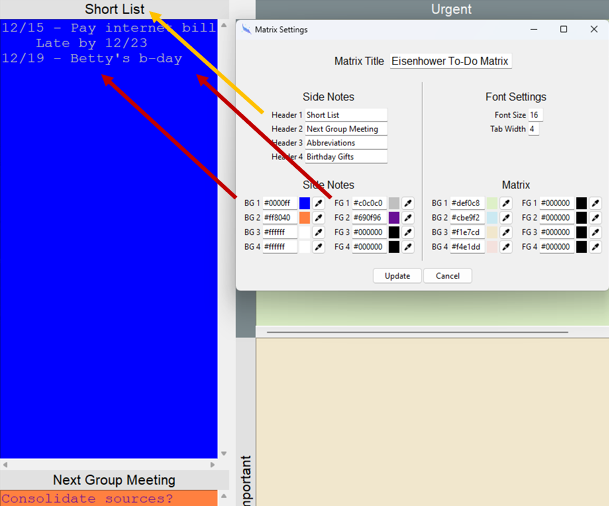 Short List
12/15 - Pay internet bill
Late by 12/23
12/19 - Betty's b-day
Next Group Meeting
Consolidate sources?
Urgent
Matrix Settings
Matrix Title Eisenhower To-Do Matrix
Side Notes
Header 1 Short List
Header 2 Next Group Meeting
Header 3 Abbreviations
Header 4 Birthday Gifts
Font Settings
Font Size 16
Tab Width 4
Side Notes
BG 1 #0000ff FG 1 #c0c0c0
BG 2 #ff8040 FG 2 #690f96
BG 3 #ffffff FG 3 #000000
BG 4 #ffffff FG 4 #000000
Matrix
BG 1 #def0c8 FG 1 #000000
BG 2 #cbe9f2 FG 2 #000000
BG 3 #f1e7cd FG 3 #000000
BG 4 #f4e1dd FG 4 #000000
Update Cancel
mportant